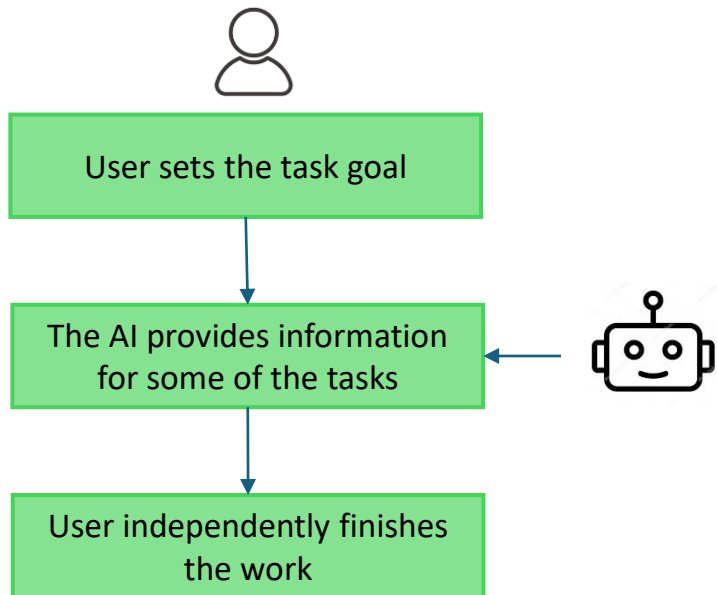 User sets the task goal
The AI provides information
for some of the tasks
User independently finishes
the work